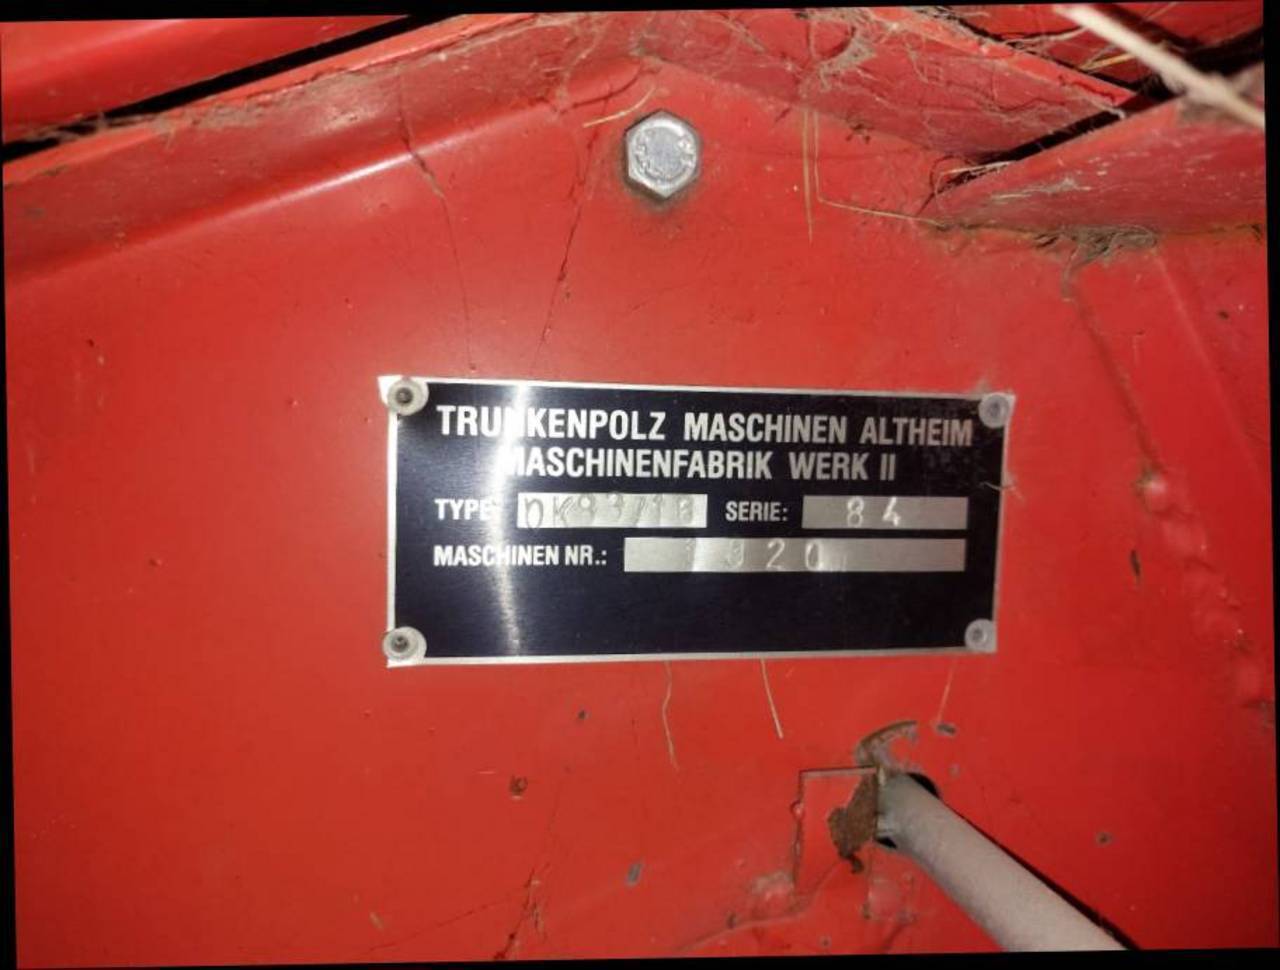 TRUNKENPOLZ MASCHINEN ALTHEIM
MASCHINENFABRIK WERK II
TYPE SERIE: 84
MASCHINEN NR.: